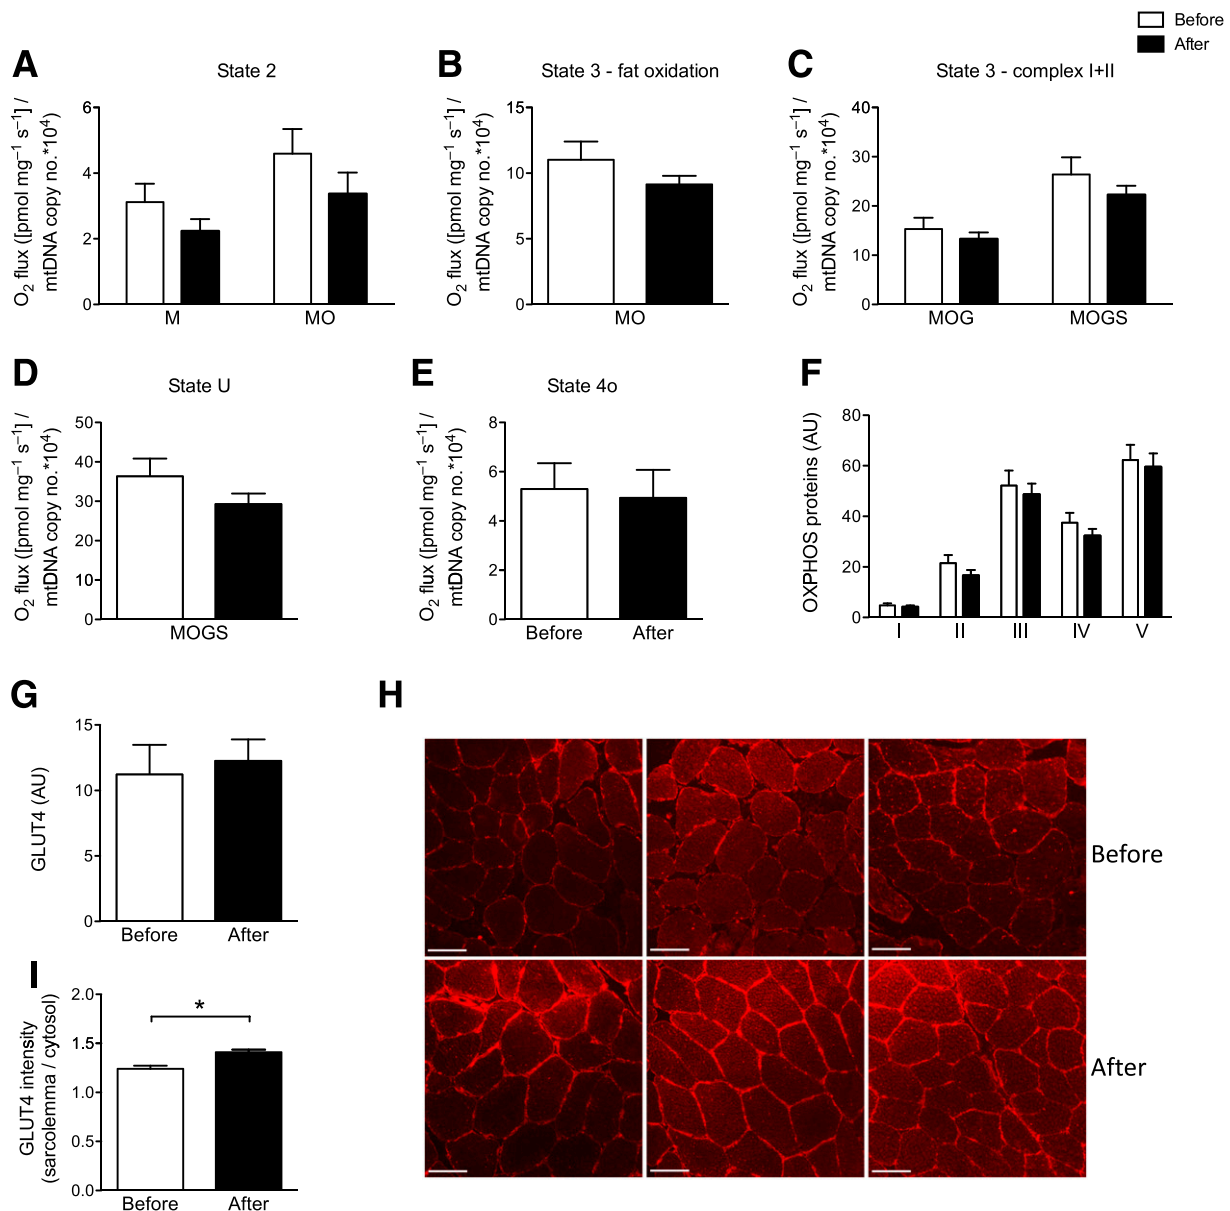 Before
After
A
State 2
O2 flux ([pmol mg–1 s–1] /
mtDNA copy no.*104)
6
4
2
0
M
MO
B
State 3 - fat oxidation
O2 flux ([pmol mg–1 s–1] /
mtDNA copy no.*104)
15
10
5
0
MO
C
State 3 - complex I+II
O2 flux ([pmol mg–1 s–1] /
mtDNA copy no.*104)
40
30
20
10
0
MOG
MOGS
D
State U
O2 flux ([pmol mg–1 s–1] /
mtDNA copy no.*104)
50
40
30
20
10
0
MOGS
E
State 4o
O2 flux ([pmol mg–1 s–1] /
mtDNA copy no.*104)
8
6
4
2
0
Before
After
F
OXPHOS proteins (AU)
80
60
40
20
0
I
II
III
IV
V
G
GLUT4 (AU)
15
10
5
0
Before
After
H
Before
After
I
GLUT4 intensity
(sarcolemma / cytosol)
2.0
1.5
1.0
0.5
0.0
*
Before
After